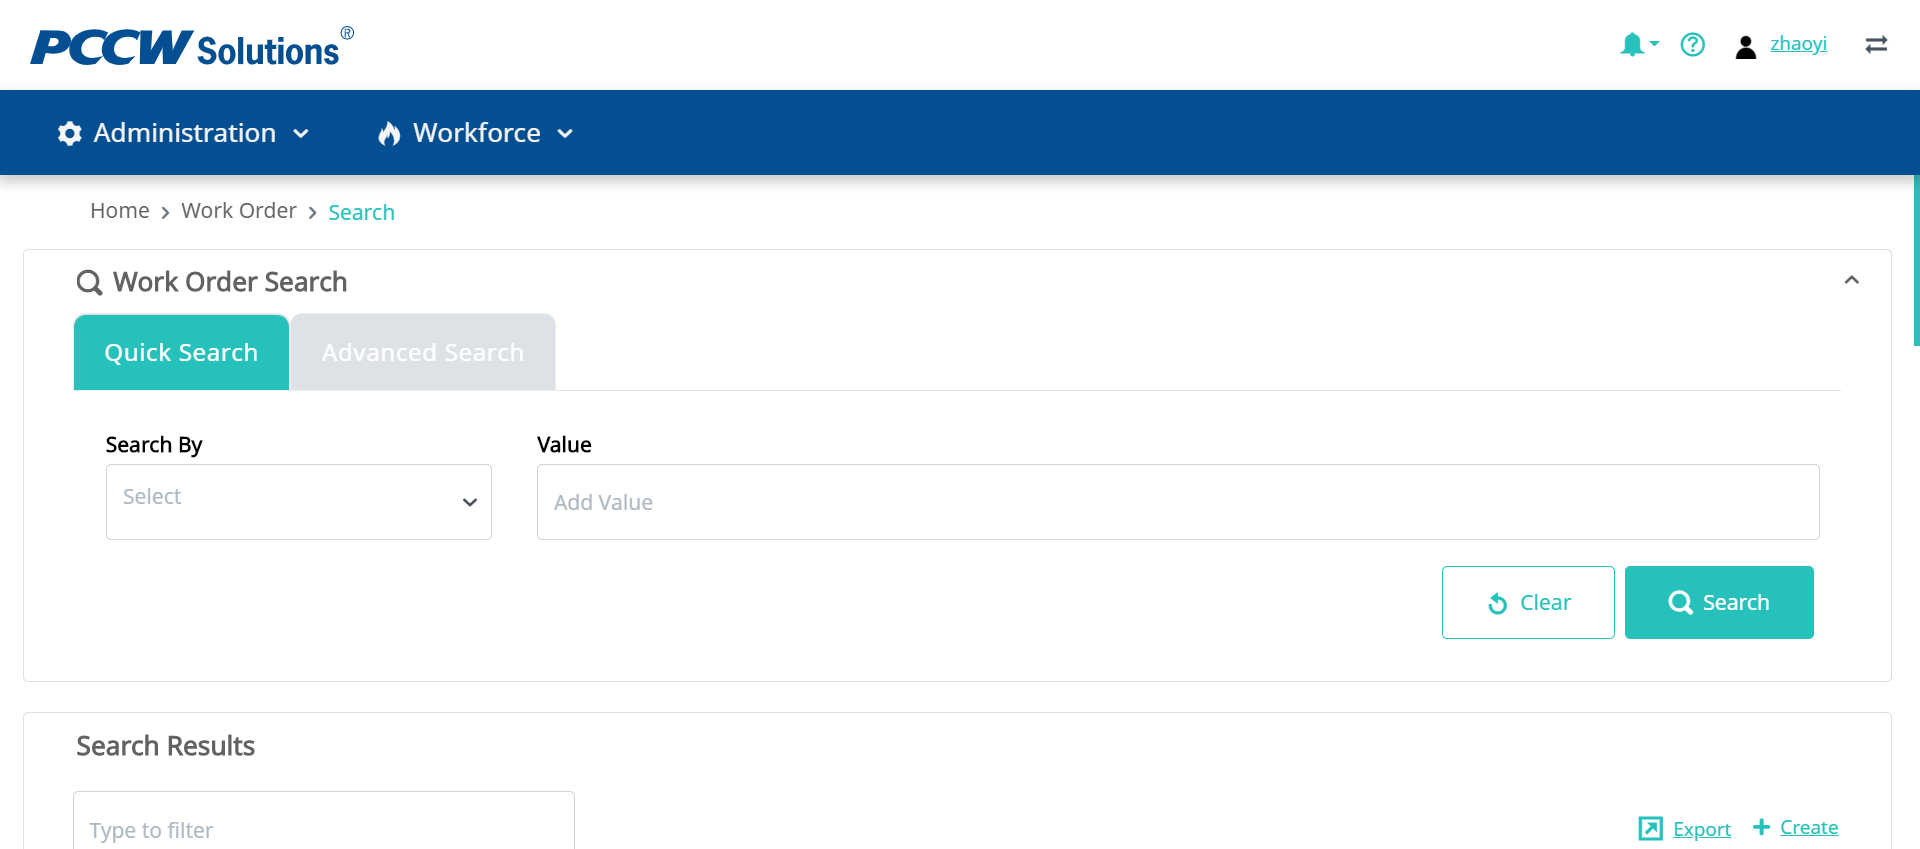 PCCW Solutions®
zhaoyi
Administration
Workforce
Home > Work Order > Search
Work Order Search
Quick Search
Advanced Search
Search By
Value
Select
Add Value
Clear
Search
Search Results
Type to filter
Export
Create